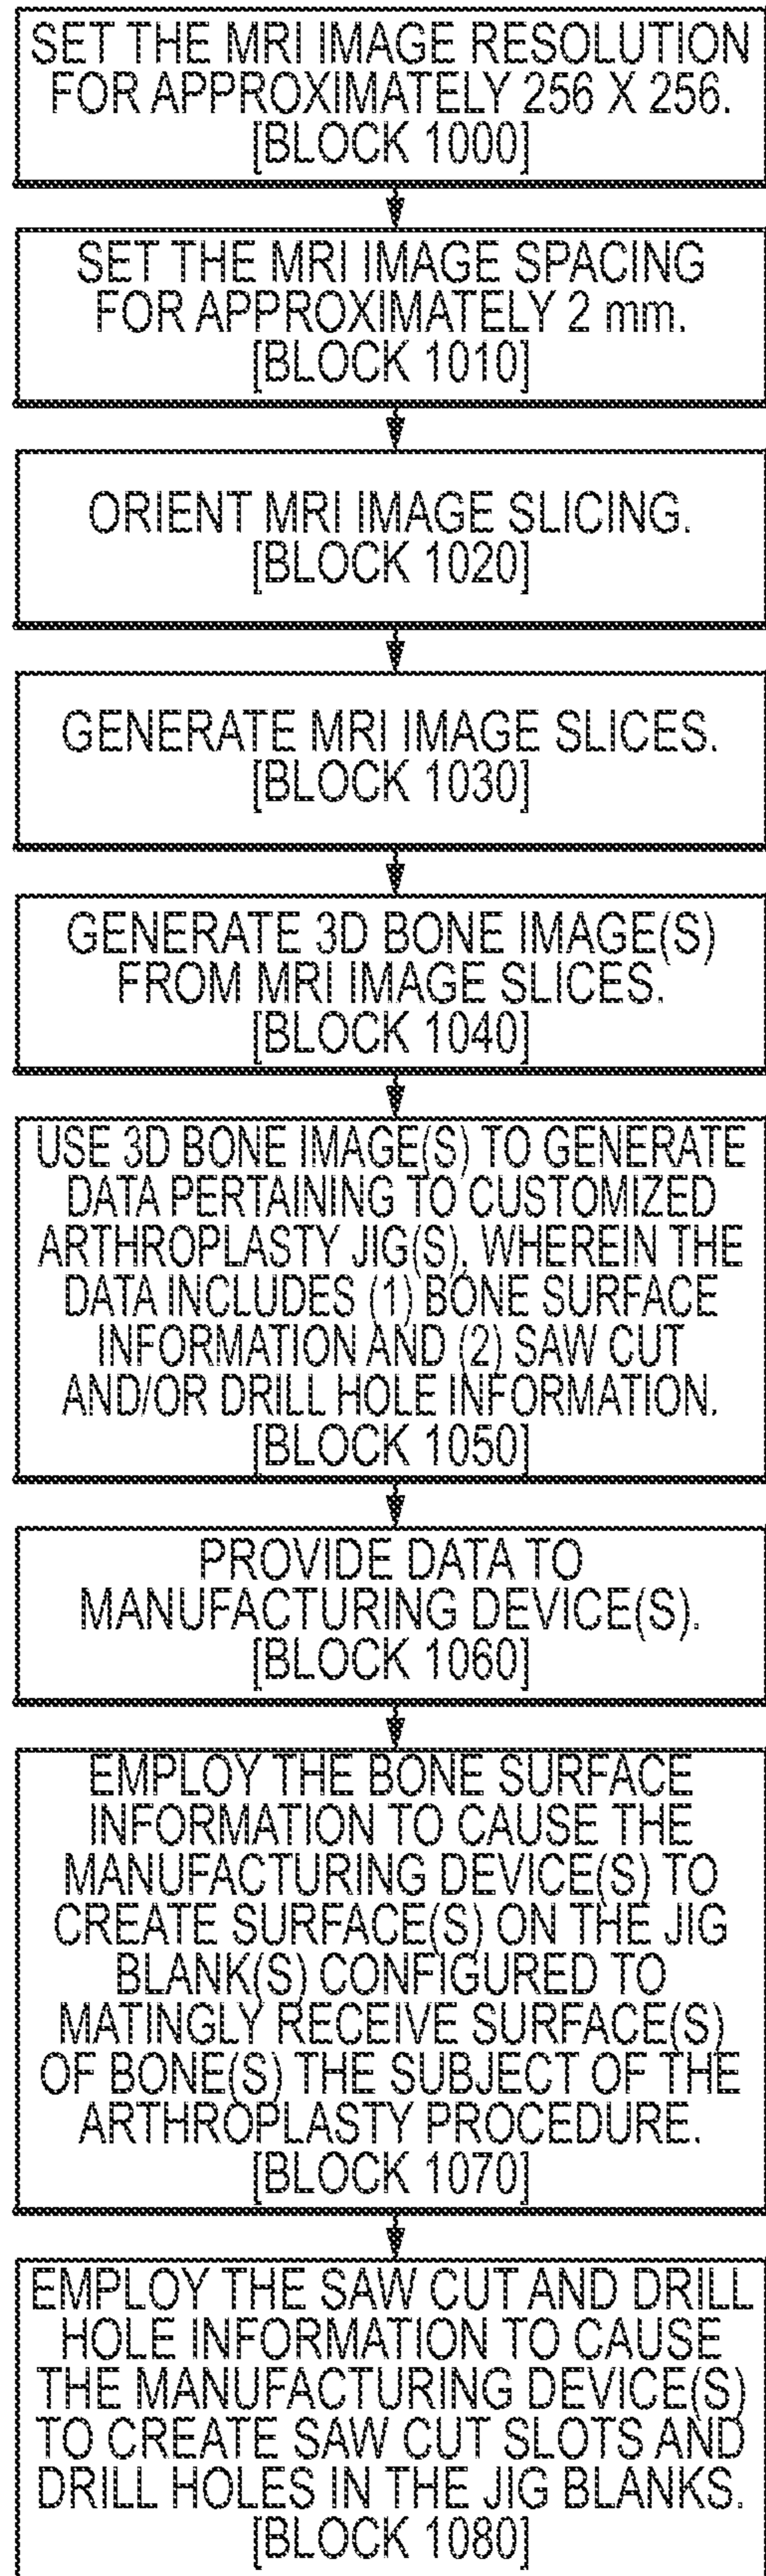 SET THE MRI IMAGE RESOLUTION
FOR APPROXIMATELY 256 X 256.
[BLOCK 1000]
SET THE MRI IMAGE SPACING
FOR APPROXIMATELY 2 mm.
[BLOCK 1010]
ORIENT MRI IMAGE SLICING.
[BLOCK 1020]
GENERATE MRI IMAGE SLICES.
[BLOCK 1030]
GENERATE 3D BONE IMAGE(S)
FROM MRI IMAGE SLICES.
[BLOCK 1040]
USE 3D BONE IMAGE(S) TO GENERATE
DATA PERTAINING TO CUSTOMIZED
ARTHROPLASTY JIG(S), WHEREIN THE
DATA INCLUDES (1) BONE SURFACE
INFORMATION AND (2) SAW CUT
AND/OR DRILL HOLE INFORMATION.
[BLOCK 1050]
PROVIDE DATA TO
MANUFACTURING DEVICE(S).
[BLOCK 1060]
EMPLOY THE BONE SURFACE
INFORMATION TO CAUSE THE
MANUFACTURING DEVICE(S) TO
CREATE SURFACE(S) ON THE JIG
BLANK(S) CONFIGURED TO
MATINGLY RECEIVE SURFACE(S)
OF BONE(S) THE SUBJECT OF THE
ARTHROPLASTY PROCEDURE.
[BLOCK 1070]
EMPLOY THE SAW CUT AND DRILL
HOLE INFORMATION TO CAUSE
THE MANUFACTURING DEVICE(S)
TO CREATE SAW CUT SLOTS AND
DRILL HOLES IN THE JIG BLANKS.
[BLOCK 1080]